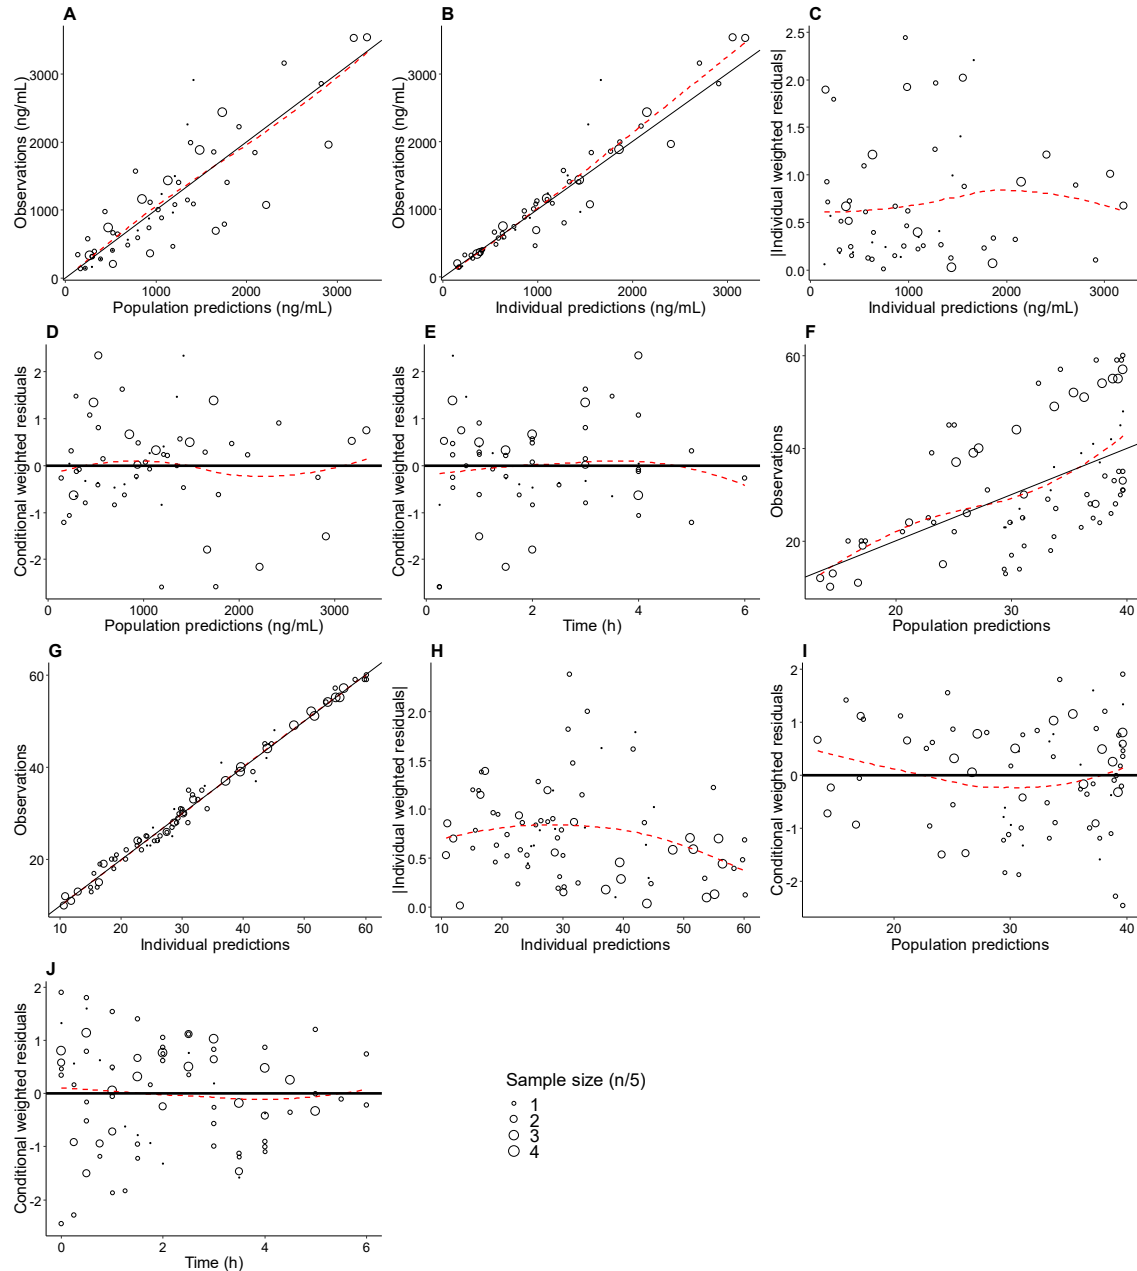 A
B
C
Observations (ng/mL)
3000
2000
1000
0
0
1000
2000
3000
Population predictions (ng/mL)
Observations (ng/mL)
3000
2000
1000
0
0
1000
2000
3000
Individual predictions (ng/mL)
|Individual weighted residuals|
2.5
2.0
1.5
1.0
0.5
0.0
0
1000
2000
3000
Individual predictions (ng/mL)
D
E
F
Conditional weighted residuals
2
1
0
-1
-2
0
1000
2000
3000
Population predictions (ng/mL)
Conditional weighted residuals
2
1
0
-1
-2
0
2
4
6
Time (h)
Observations
60
40
20
20
30
40
Population predictions
G
H
I
Observations
60
40
20
10
20
30
40
50
60
Individual predictions
|Individual weighted residuals|
2.5
2.0
1.5
1.0
0.5
0.0
10
20
30
40
50
60
Individual predictions
Conditional weighted residuals
2
1
0
-1
-2
20
30
40
Population predictions
J
Conditional weighted residuals
2
1
0
-1
-2
0
2
4
6
Time (h)
Sample size (n/5)
1
2
3
4